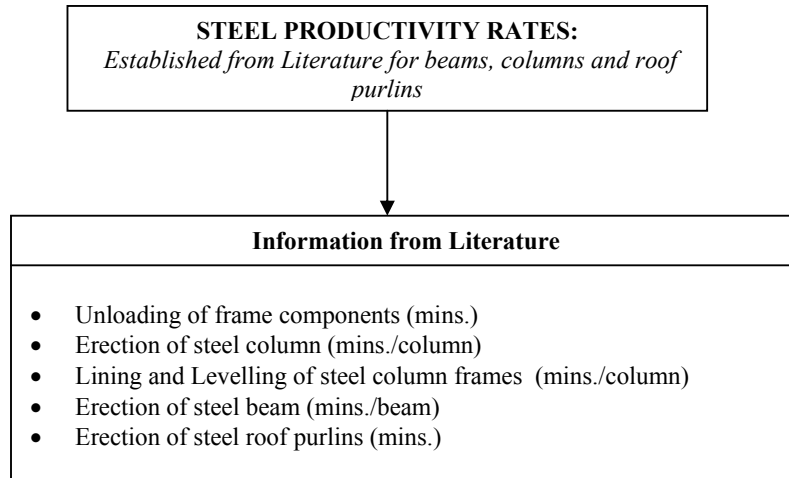 STEEL PRODUCTIVITY RATES:
Established from Literature for beams, columns and roof
purlins
Information from Literature
• Unloading of frame components (mins.)
• Erection of steel column (mins./column)
• Lining and Levelling of steel column frames (mins./column)
• Erection of steel beam (mins./beam)
• Erection of steel roof purlins (mins.)